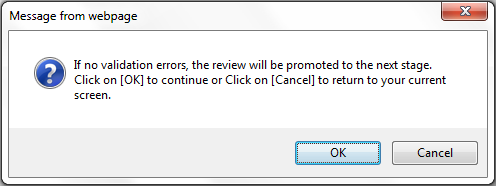 Message from webpage
If no validation errors, the review will be promoted to the next stage.
Click on [OK] to continue or Click on [Cancel] to return to your current
screen.
OK
Cancel